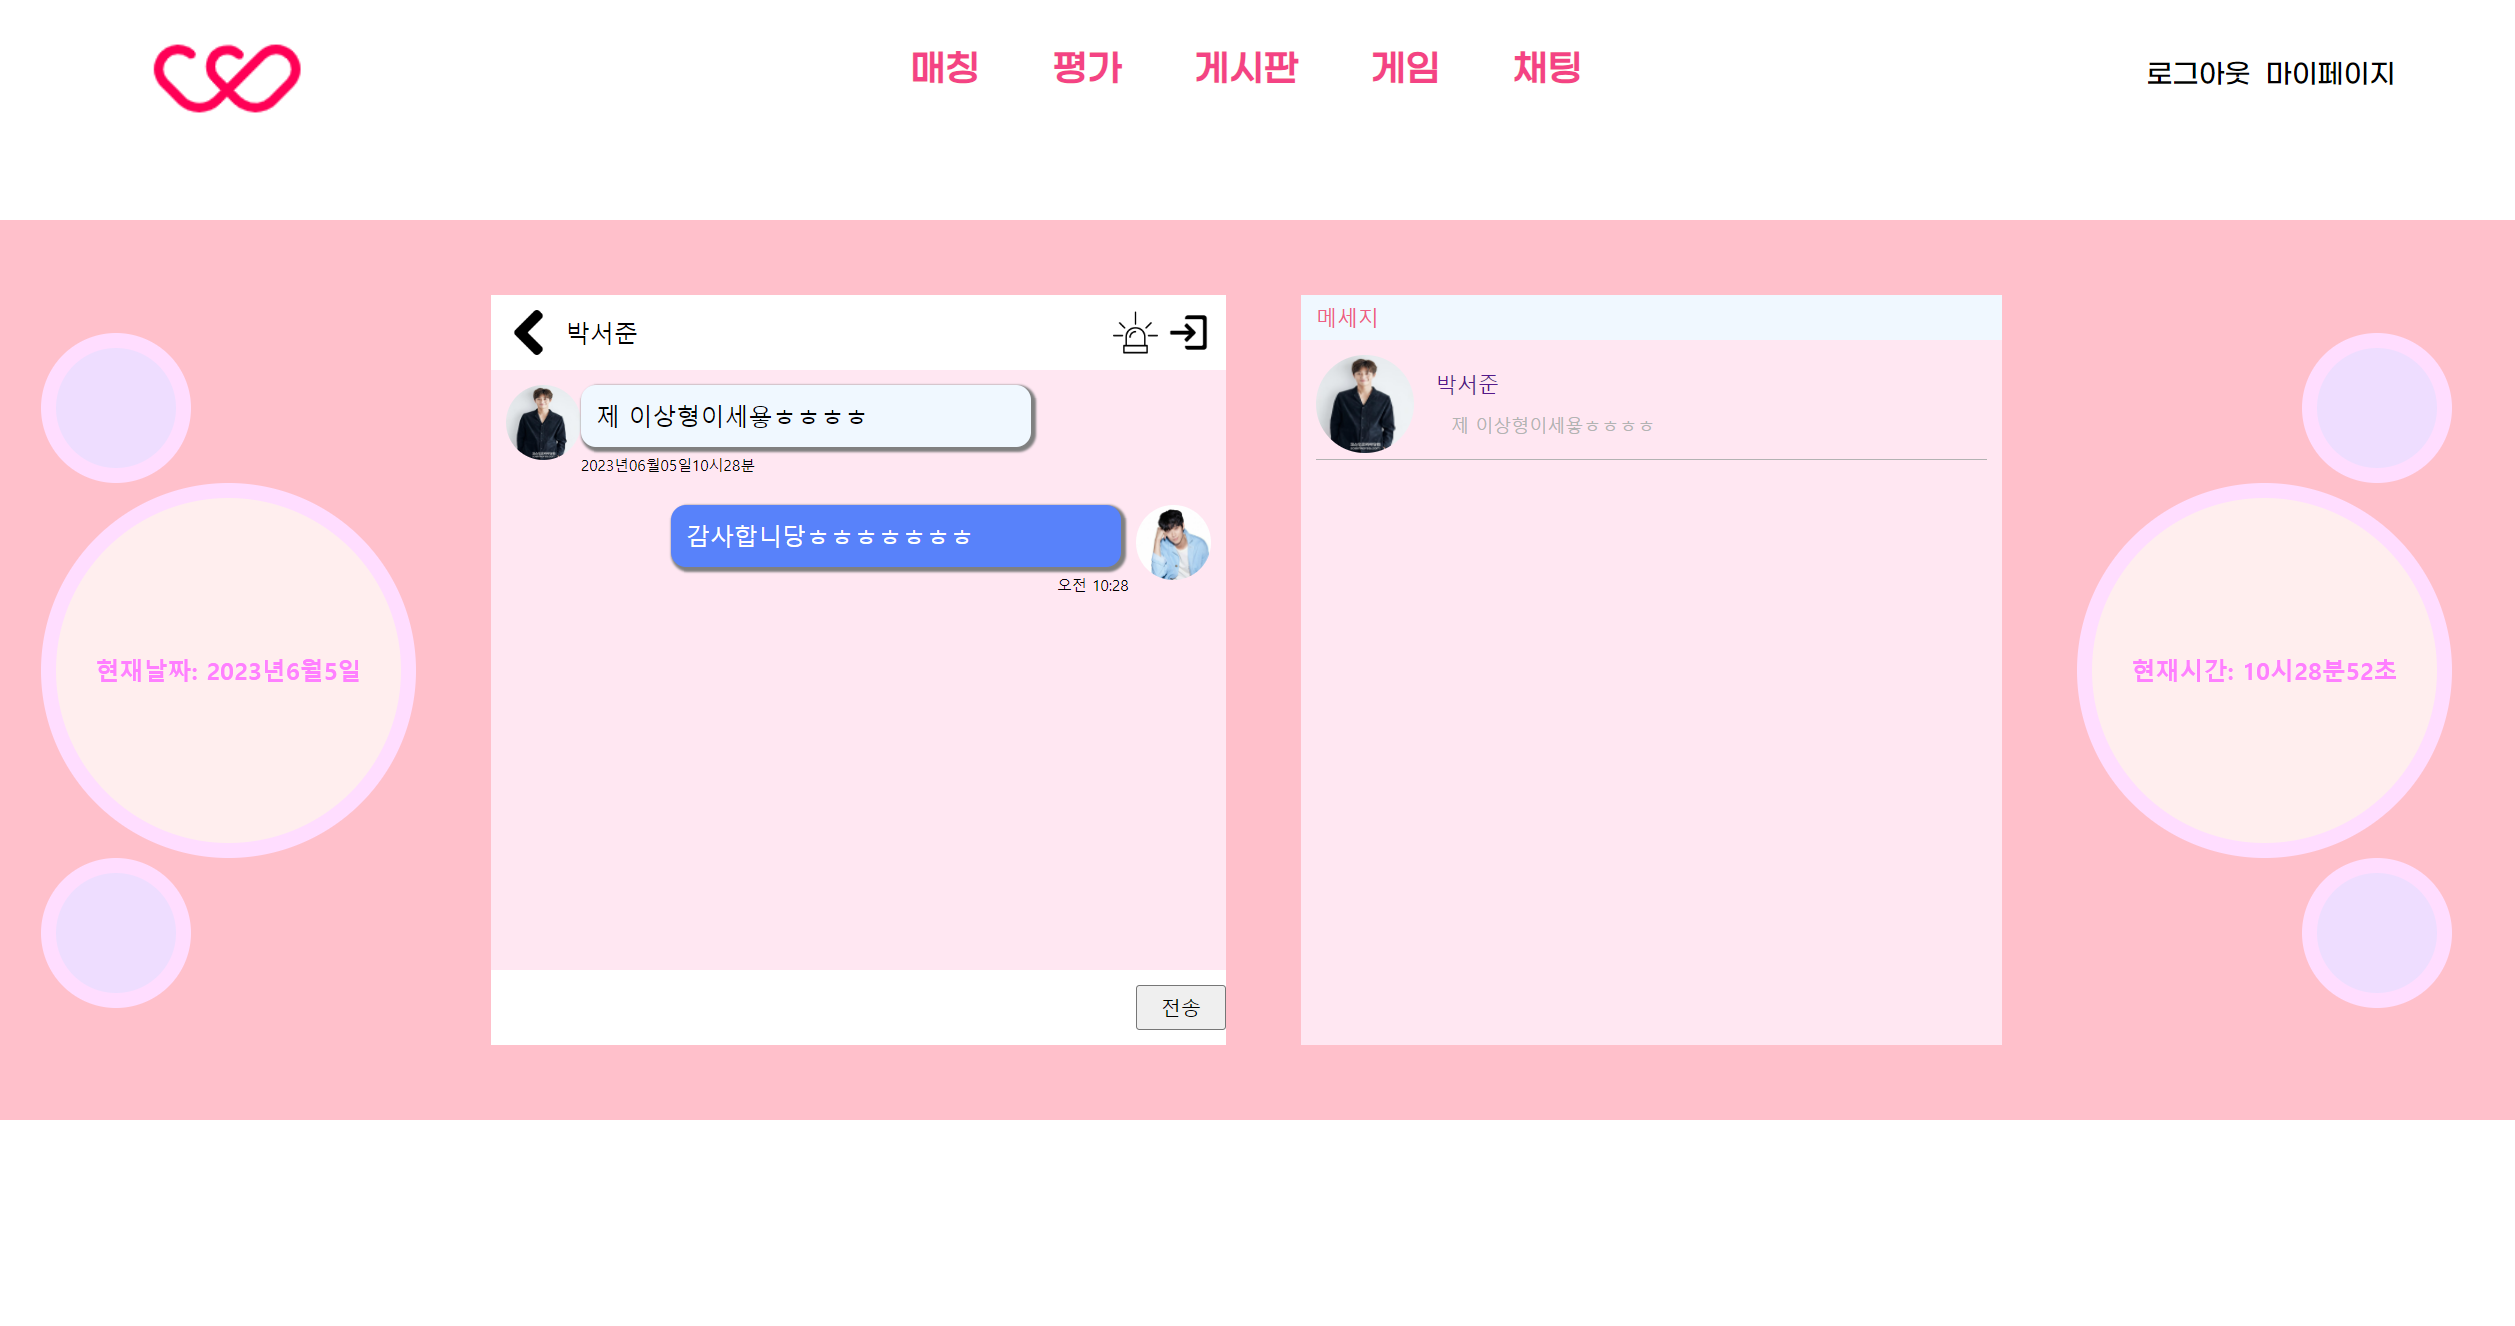 매칭 평가 게시판 게임 채팅
로그아웃 마이페이지
박서준
제 이상형이세욯ㅎㅎㅎㅎ
2023년06월05일10시28분
감사합니당ㅎㅎㅎㅎㅎㅎㅎ
오전 10:28
전송
메세지
박서준
제 이상형이세욯ㅎㅎㅎㅎ
현재날짜: 2023년6월5일
현재시간: 10시28분52초